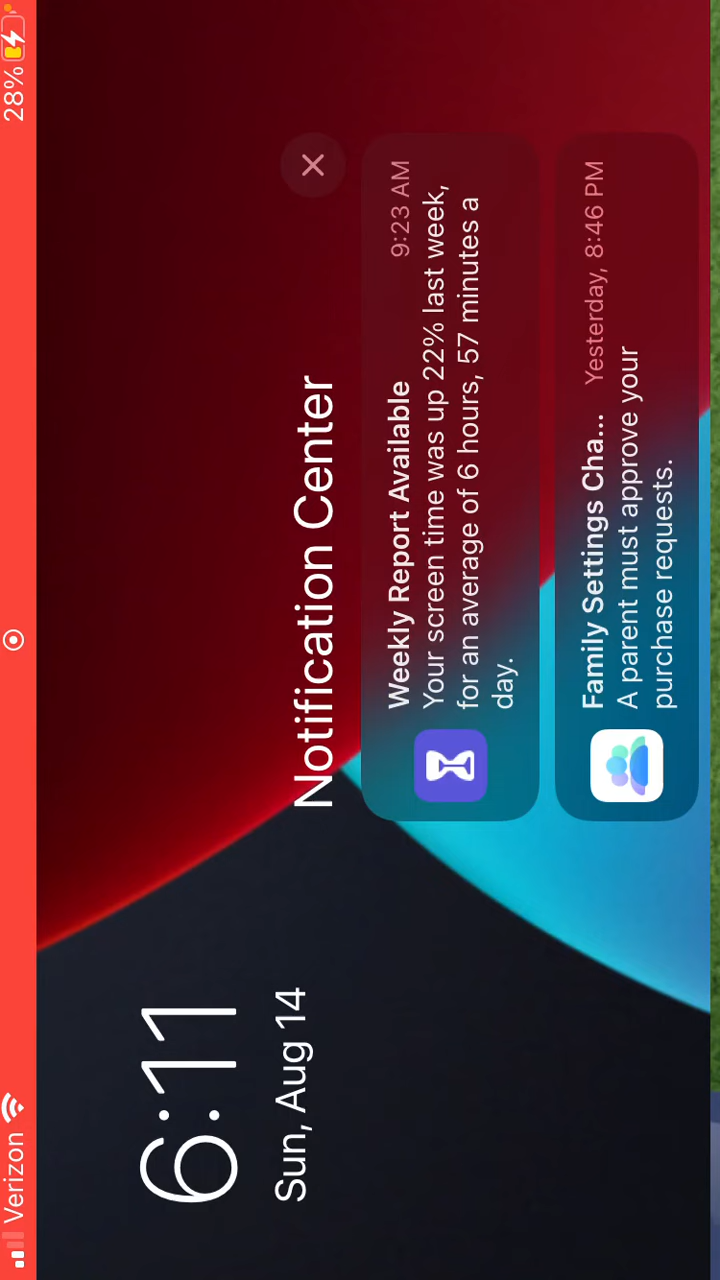 Verizon
28%
6:11
Sun, Aug 14
Notification Center
Weekly Report Available 9:23 AM
Your screen time was up 22% last week,
for an average of 6 hours, 57 minutes a
day.
Family Settings Cha... Yesterday, 8:46 PM
A parent must approve your
purchase requests.